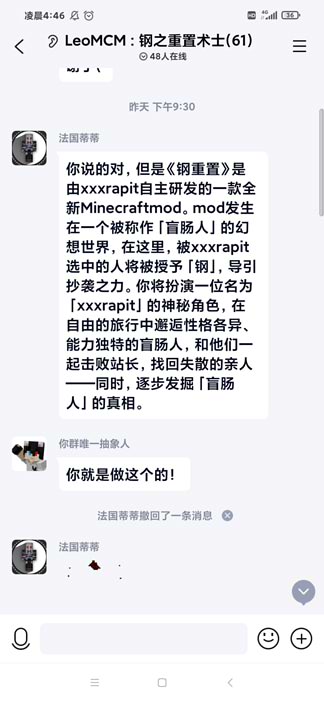 凌晨4:46
HD 4G 36
LeoMCM：钢之重置术士(61)
48人在线
昨天 下午9:30
法国蒂蒂
你说的对，但是《钢重置》是
由xxxrapit自主研发的一款全
新Minecraftmod。mod发生
在一个被称作「盲肠人」的幻
想世界，在这里，被xxxrapit
选中的人将被授予「钢」，导引
抄袭之力。你将扮演一位名为
「xxxrapit」的神秘角色，在
自由的旅行中邂逅性格各异、
能力独特的盲肠人，和他们一
起击败站长，找回失散的亲人
——同时，逐步发掘「盲肠
人」的真相。
你群唯一抽象人
你就是做这个的！
法国蒂蒂撤回了一条消息
法国蒂蒂